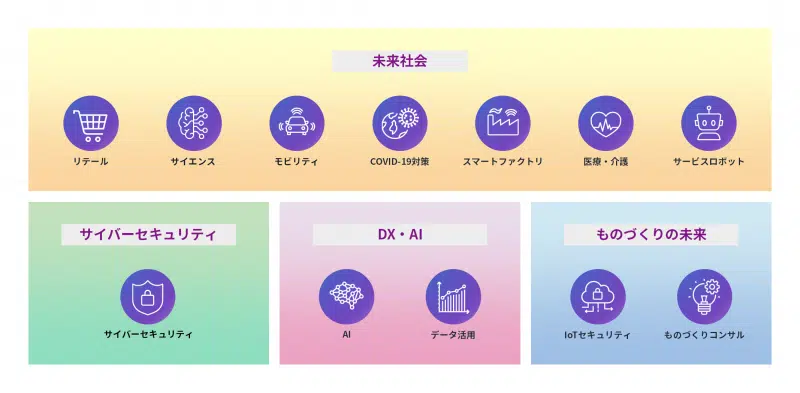 未来社会
リテール
サイエンス
モビリティ
COVID-19対策
スマートファクトリ
医療・介護
サービスロボット
サイバーセキュリティ
サイバーセキュリティ
DX・AI
AI
データ活用
ものづくりの未来
IoTセキュリティ
ものづくりコンサル